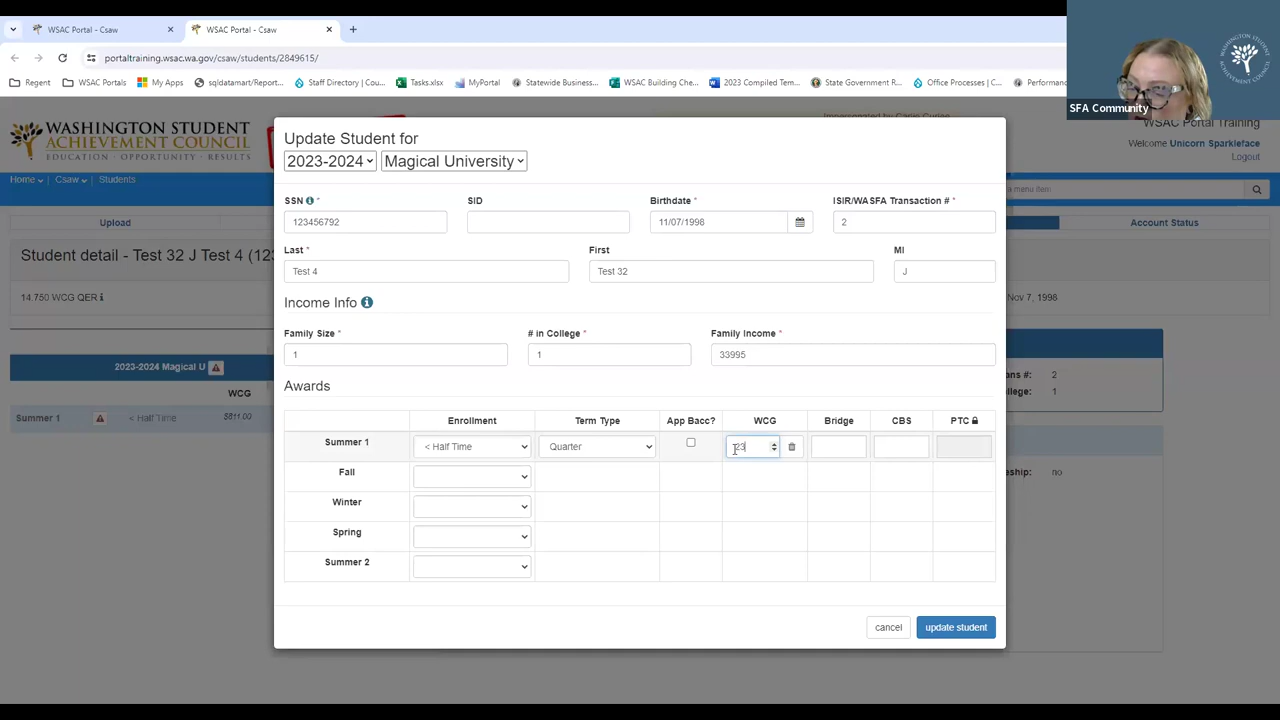 WSAC Portal - Csaw
WSAC Portal - Csaw
portaltraining.wsac.wa.gov/csaw/students/2849615/
Regent
WSAC Portals
My Apps
sqldatamart/Report...
Staff Directory | Cou...
Tasks.xlsx
MyPortal
Statewide Business...
WSAC Building Chec...
2023 Compiled Tem...
State Government R...
Office Processes | C...
Performanc
SFA Community
WASHINGTON STUDENT
ACHIEVEMENT COUNCIL
EDUCATION · OPPORTUNITY · RESULTS
WSAC Portal Training
Welcome Unicorn Sparkleface
Logout
Home
Csaw
Students
a menu item
Upload
Account Status
Student detail - Test 32 J Test 4 (123
14.750 WCG QER
Nov 7, 1998
2023-2024 Magical U
WCG
Summer 1
< Half Time
$811.00
ans #: 2
llege: 1
ship: no
Update Student for
2023-2024 Magical University
SSN * SID Birthdate * ISIR/WASFA Transaction # *
123456792 11/07/1998 2
Last * First MI
Test 4 Test 32 J
Income Info
Family Size * # in College * Family Income *
1 1 33995
Awards
Enrollment Term Type App Bacc? WCG Bridge CBS PTC
Summer 1 < Half Time Quarter 23
Fall
Winter
Spring
Summer 2
cancel update student